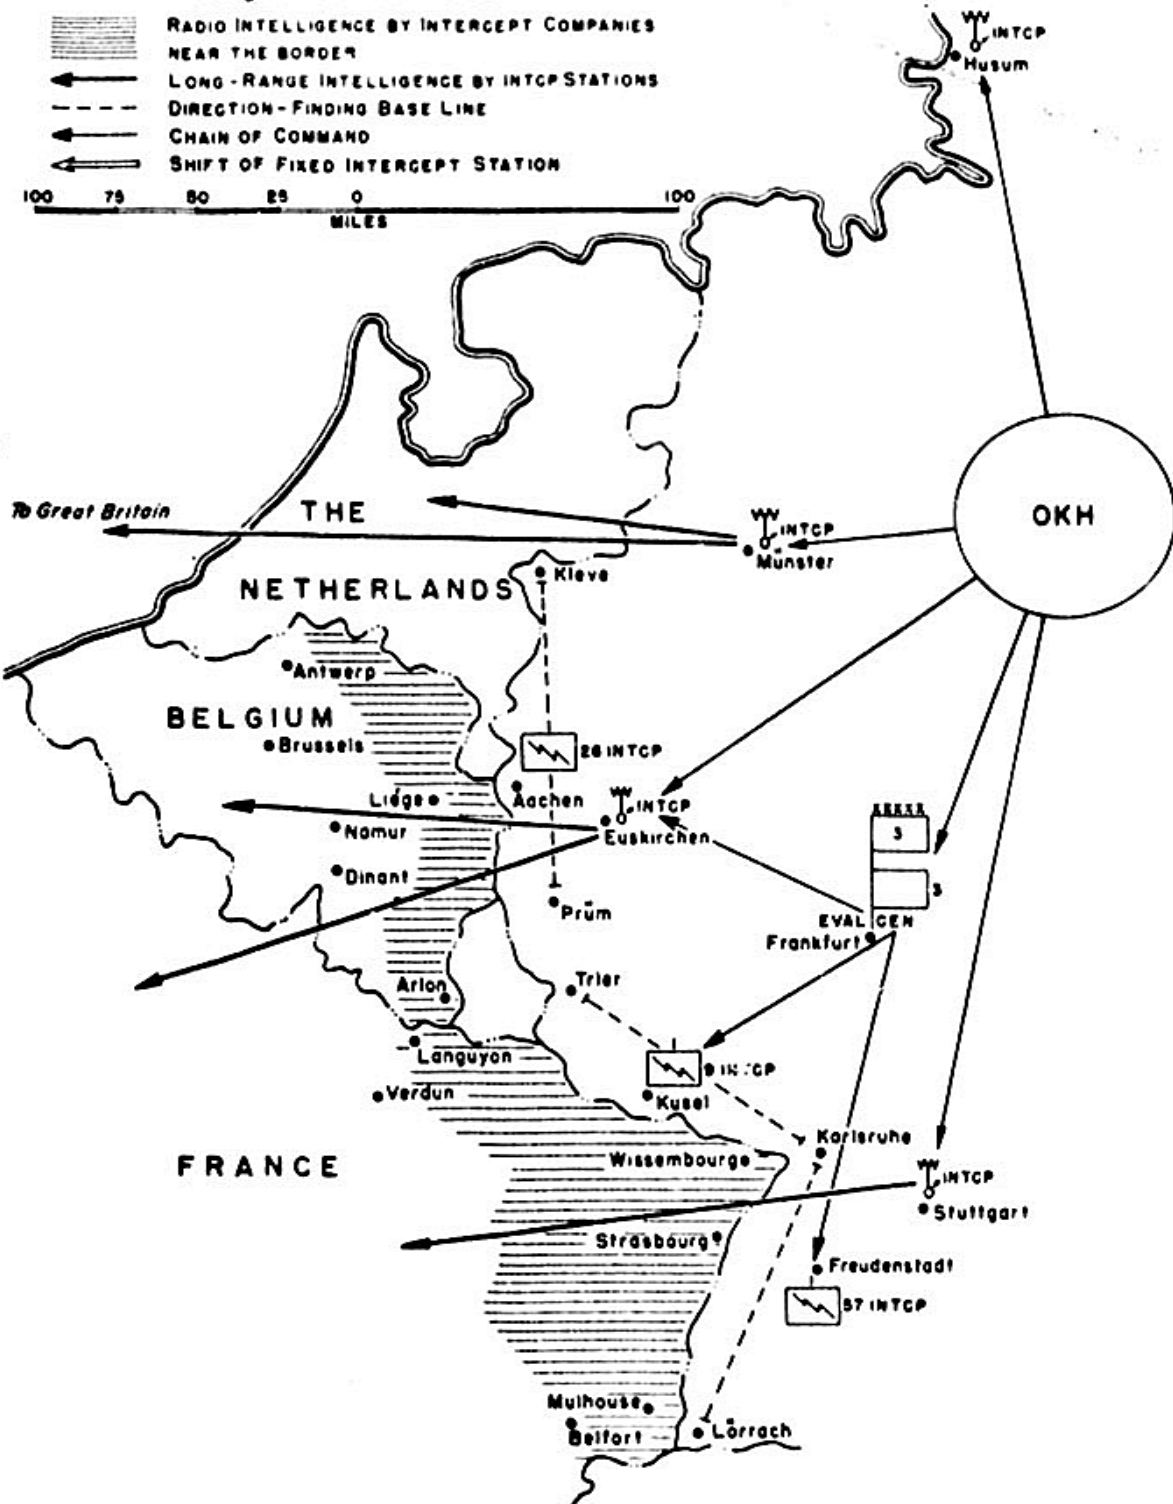 RADIO INTELLIGENCE BY INTERCEPT COMPANIES
NEAR THE BORDER
LONG-RANGE INTELLIGENCE BY INTCP STATIONS
DIRECTION-FINDING BASE LINE
CHAIN OF COMMAND
SHIFT OF FIXED INTERCEPT STATION
100 75 50 25 0 100
MILES
INTCP
Husum
OKH
To Great Britain
THE
NETHERLANDS
INTCP
Münster
Kleve
Antwerp
BELGIUM
Brussels
26 INTCP
Liége
Aachen
INTCP
Euskirchen
Namur
Dinant
XXXXX
3
3
EVAL CEN
Frankfurt
Prüm
Trier
Arlon
Languyon
Verdun
9 INTCP
Kusel
Karlsruhe
Wissembourge
FRANCE
INTCP
Stuttgart
Strasbourg
Freudenstadt
57 INTCP
Mulhouse
Belfort
Lörrach